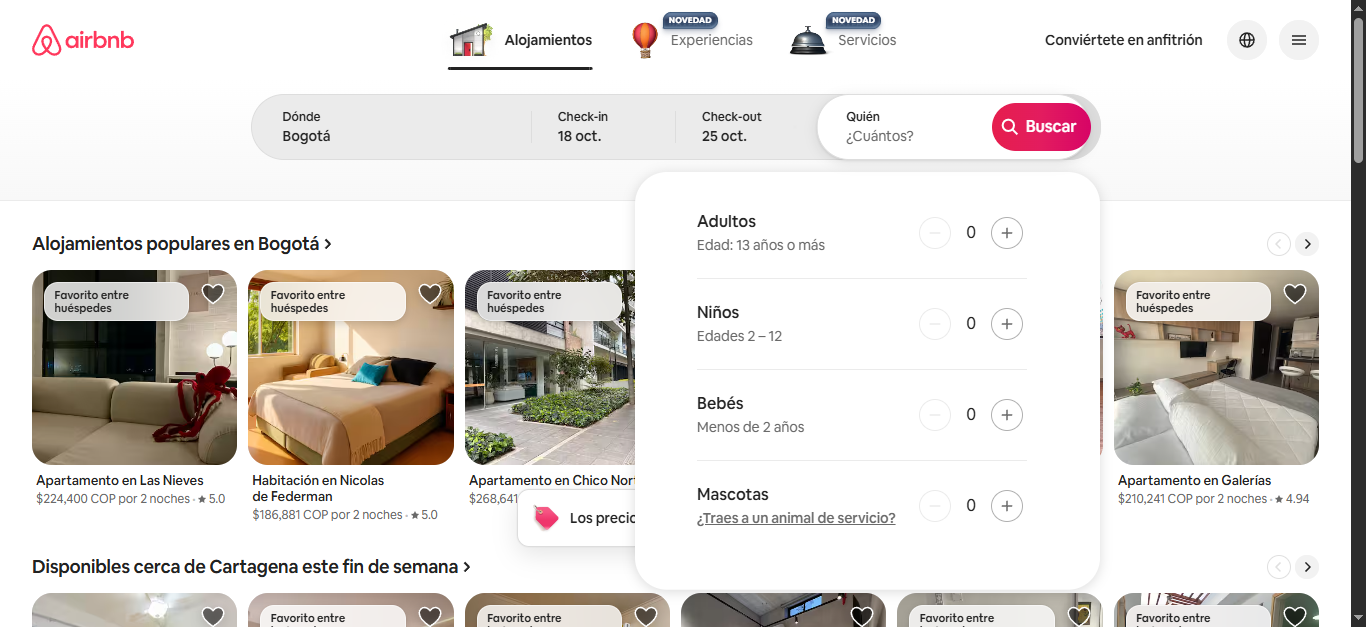 airbnb
Alojamientos
NOVEDAD
Experiencias
NOVEDAD
Servicios
Conviértete en anfitrión
Dónde
Bogotá
Check-in
18 oct.
Check-out
25 oct.
Quién
¿Cuántos?
Buscar
Adultos
Edad: 13 años o más
0
Niños
Edades 2 – 12
0
Bebés
Menos de 2 años
0
Mascotas
¿Traes a un animal de servicio?
0
Alojamientos populares en Bogotá
Favorito entre
huéspedes
Apartamento en Las Nieves
$224,400 COP por 2 noches · ★ 5.0
Favorito entre
huéspedes
Habitación en Nicolas
de Federman
$186,881 COP por 2 noches · ★ 5.0
Favorito entre
huéspedes
Apartamento en Chico
$268,641
Favorito entre
huéspedes
Apartamento en Galerías
$210,241 COP por 2 noches · ★ 4.94
Los
Disponibles cerca de Cartagena este fin de semana
Favorito entre
Favorito entre
Favorito entre
Favorito entre